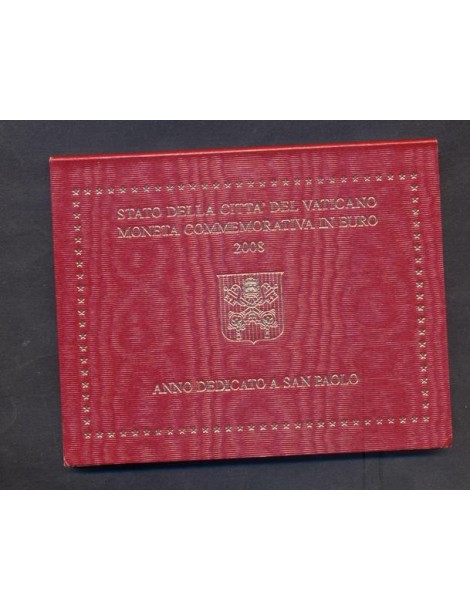 STATO DELLA CITTA' DEL VATICANO
MONETA COMMEMORATIVA IN EURO
2008
ANNO DEDICATO A SAN PAOLO